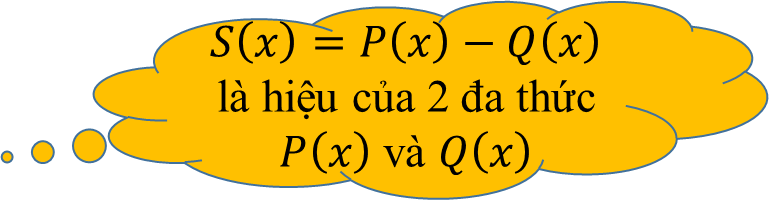 S(x) = P(x) − Q(x)
là hiệu của 2 đa thức
P(x) và Q(x)